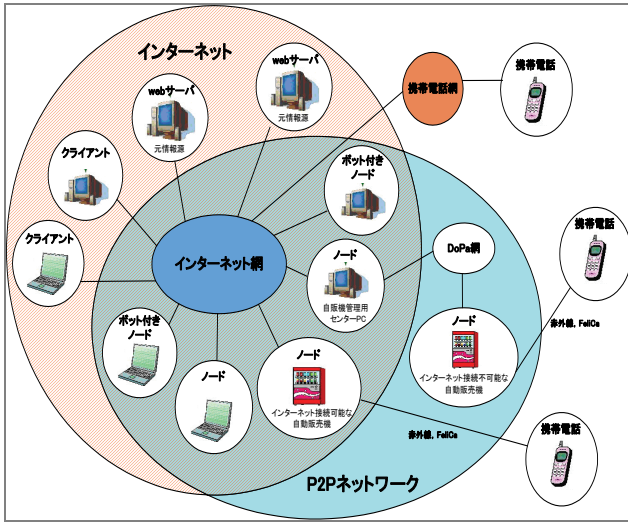 インターネット
webサーバ
元情報源
webサーバ
元情報源
携帯電話網
携帯電話
クライアント
ボット付き
ノード
クライアント
インターネット網
ノード
自販機管理用
センターPC
DoPa網
携帯電話
赤外線, FeliCa
ボット付き
ノード
ノード
ノード
インターネット接続可能な
自動販売機
ノード
インターネット接続不可能な
自動販売機
赤外線, FeliCa
携帯電話
P2Pネットワーク